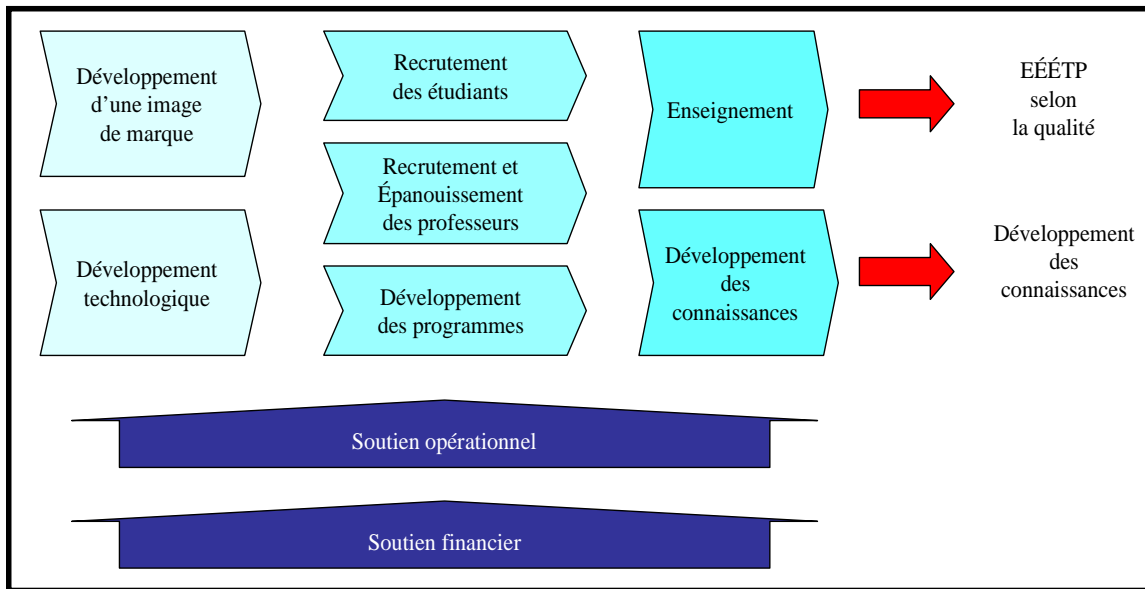 Développement
d’une image
de marque
Développement
technologique
Recrutement
des étudiants
Recrutement et
Épanouissement
des professeurs
Développement
des programmes
Enseignement
Développement
des
connaissances
EÉÉTP
selon
la qualité
Développement
des
connaissances
Soutien opérationnel
Soutien financier